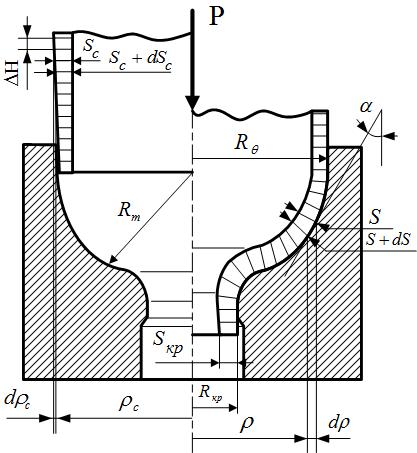 P
S_c
S_c + dS_c
ΔH
α
R_θ
R_m
S
S + dS
S_кр
R_кр
dρ_c
ρ_c
ρ
dρ